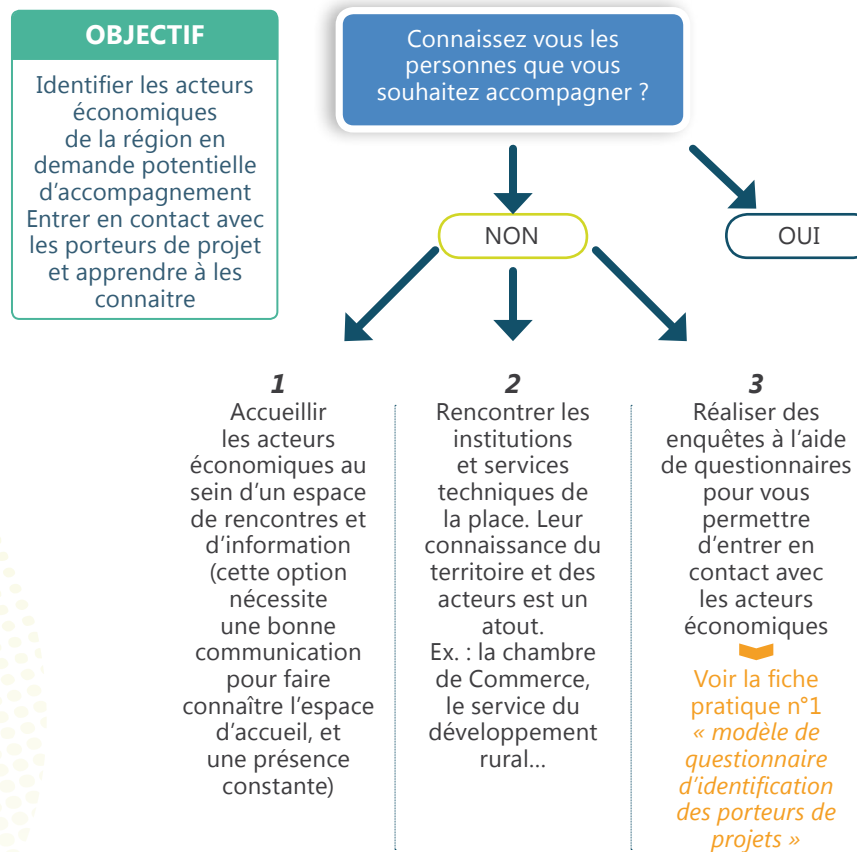 OBJECTIF
Identifier les acteurs
économiques
de la région en
demande potentielle
d'accompagnement
Entrer en contact avec
les porteurs de projet
et apprendre à les
connaitre
Connaissez vous les
personnes que vous
souhaitez accompagner ?
NON
OUI
1
Accueillir
les acteurs
économiques au
sein d'un espace
de rencontres et
d'information
(cette option
nécessite
une bonne
communication
pour faire
connaître l'espace
d'accueil, et
une présence
constante)
2
Rencontrer les
institutions
et services
techniques de
la place. Leur
connaissance du
territoire et des
acteurs est un
atout.
Ex. : la chambre
de Commerce,
le service du
développement
rural...
3
Réaliser des
enquêtes à l'aide
de questionnaires
pour vous
permettre
d'entrer en
contact avec
les acteurs
économiques
Voir la fiche
pratique n°1
« modèle de
questionnaire
d'identification
des porteurs de
projets »